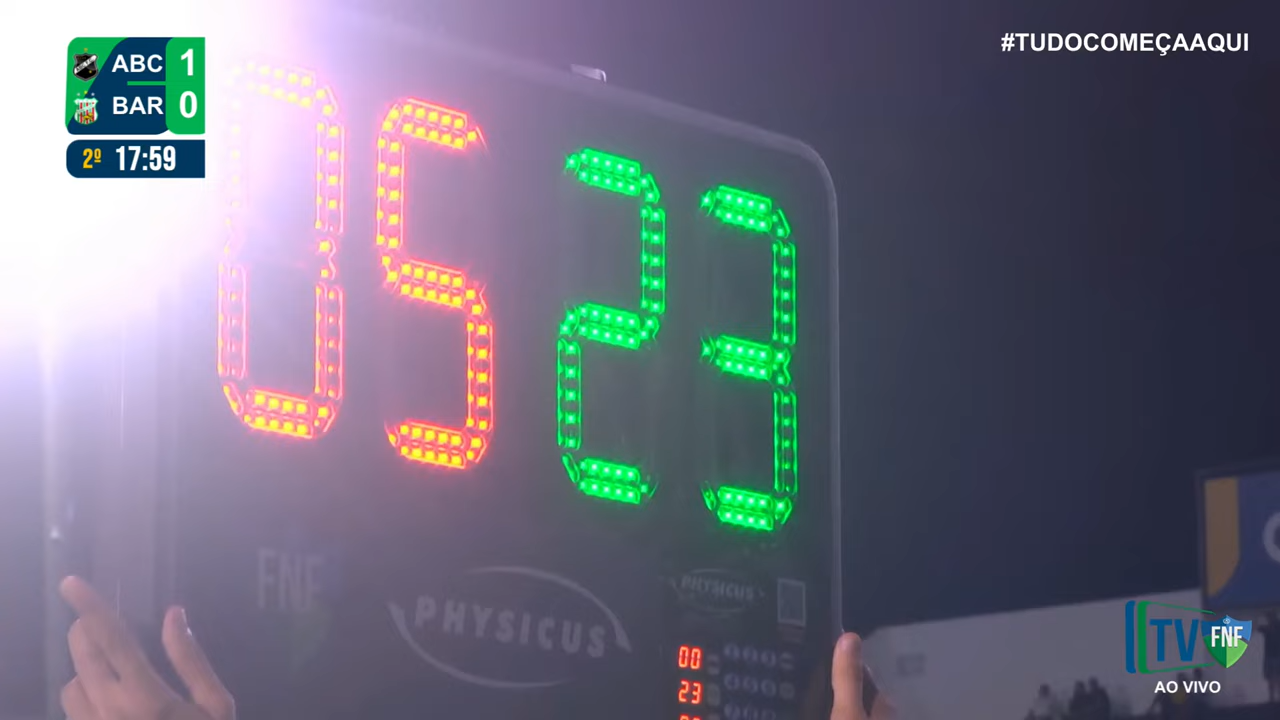 #TUDOCOMEÇAAQUI
ABC 1
BAR 0
2º 17:59
05 23
FNF
PHYSICUS
PHYSICUS
00
23
TV FNF
AO VIVO